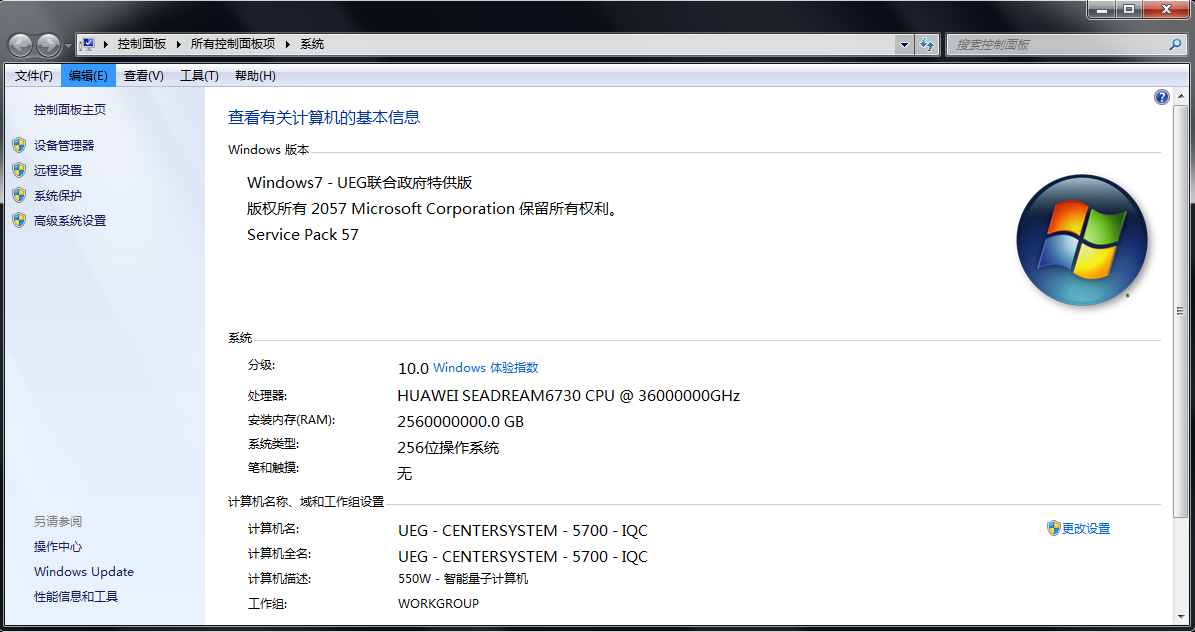 控制面板 ▸ 所有控制面板项 ▸ 系统
搜索控制面板
文件(F) 编辑(E) 查看(V) 工具(T) 帮助(H)
控制面板主页
设备管理器
远程设置
系统保护
高级系统设置
另请参阅
操作中心
Windows Update
性能信息和工具
查看有关计算机的基本信息
Windows 版本
Windows7 - UEG联合政府特供版
版权所有 2057 Microsoft Corporation 保留所有权利。
Service Pack 57
系统
分级: 10.0 Windows 体验指数
处理器: HUAWEI SEADREAM6730 CPU @ 36000000GHz
安装内存(RAM): 2560000000.0 GB
系统类型: 256位操作系统
笔和触摸: 无
计算机名称、域和工作组设置
计算机名: UEG - CENTERSYSTEM - 5700 - IQC 更改设置
计算机全名: UEG - CENTERSYSTEM - 5700 - IQC
计算机描述: 550W - 智能量子计算机
工作组: WORKGROUP